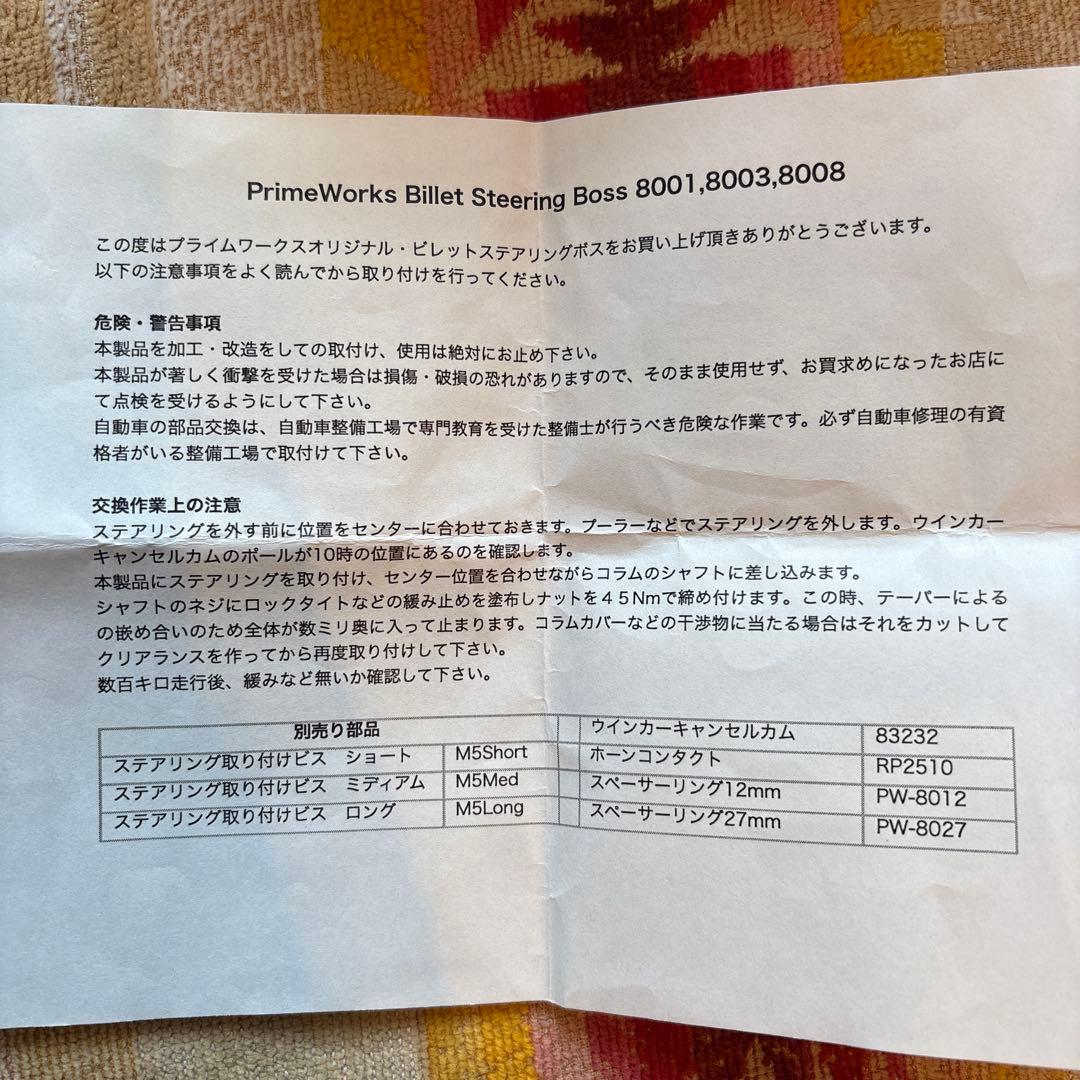 PrimeWorks Billet Steering Boss 8001,8003,8008
この度はプライムワークスオリジナル・ビレットステアリングボスをお買い上げ頂きありがとうございます。
以下の注意事項をよく読んでから取り付けを行ってください。
危険・警告事項
本製品を加工・改造をしての取付け、使用は絶対にお止め下さい。
本製品が著しく衝撃を受けた場合は損傷・破損の恐れがありますので、そのまま使用せず、お買求めになったお店に
て点検を受けるようにして下さい。
自動車の部品交換は、自動車整備工場で専門教育を受けた整備士が行うべき危険な作業です。必ず自動車修理の有資
格者がいる整備工場で取付けて下さい。
交換作業上の注意
ステアリングを外す前に位置をセンターに合わせておきます。プーラーなどでステアリングを外します。ウインカー
キャンセルカムのポールが10時の位置にあるのを確認します。
本製品にステアリングを取り付け、センター位置を合わせながらコラムのシャフトに差し込みます。
シャフトのネジにロックタイトなどの緩み止めを塗布しナットを４５Nmで締め付けます。この時、テーパーによる
の嵌め合いのため全体が数ミリ奥に入って止まります。コラムカバーなどの干渉物に当たる場合はそれをカットして
クリアランスを作ってから再度取り付けして下さい。
数百キロ走行後、緩みなど無いか確認して下さい。
別売り部品 ウインカーキャンセルカム 83232
ステアリング取り付けビス ショート M5Short ホーンコンタクト RP2510
ステアリング取り付けビス ミディアム M5Med スペーサーリング12mm PW-8012
ステアリング取り付けビス ロング M5Long スペーサーリング27mm PW-8027